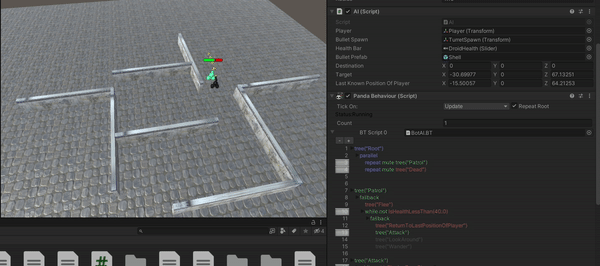 AI (Script)
Script
AI
Player
Player (Transform)
Bullet Spawn
TurretSpawn (Transform)
Health Bar
DroidHealth (Slider)
Bullet Prefab
Shell
Destination
X 0 Y 0 Z 0
Target
X -30.89977 Y 0 Z 67.13251
Last Known Position Of Player
X -15.50057 Y 0 Z 64.21253
Panda Behaviour (Script)
Tick On:
Update
Repeat Root
Count
1
BT Script 0
BotAI.BT
1 tree("Root")
2 parallel
3 repeat mute tree("Patrol")
4 repeat mute tree("Dead")
5
6
7 tree("Patrol")
8 fallback
9 tree("Flee")
10 while not IsHealthLessThan(40.0)
11 fallback
12 tree("ReturnToLastPositionOfPlayer")
13 tree("Attack")
14
15
16
17 tree("Attack")